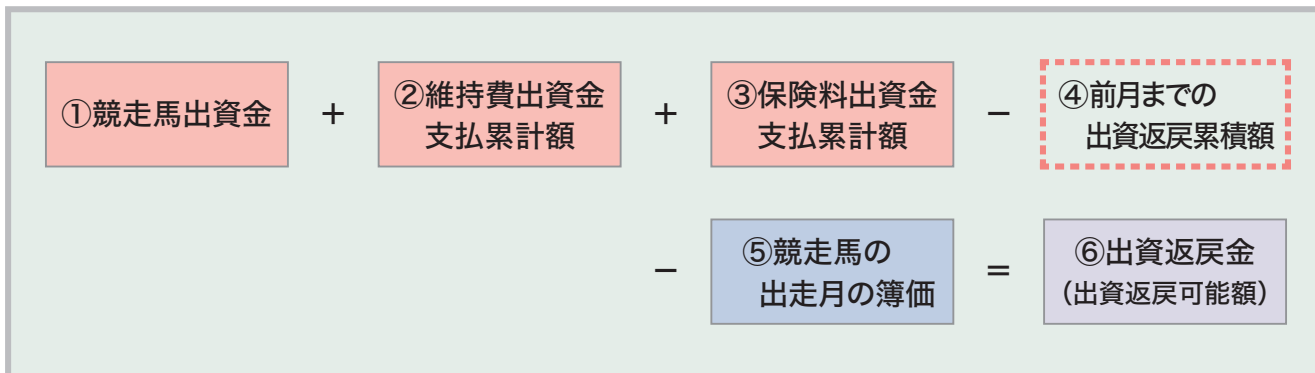 ①競走馬出資金 + ②維持費出資金 + ③保険料出資金 − ④前月までの
支払累計額 支払累計額 出資返戻累積額
− ⑤競走馬の = ⑥出資返戻金
出走月の簿価 (出資返戻可能額)